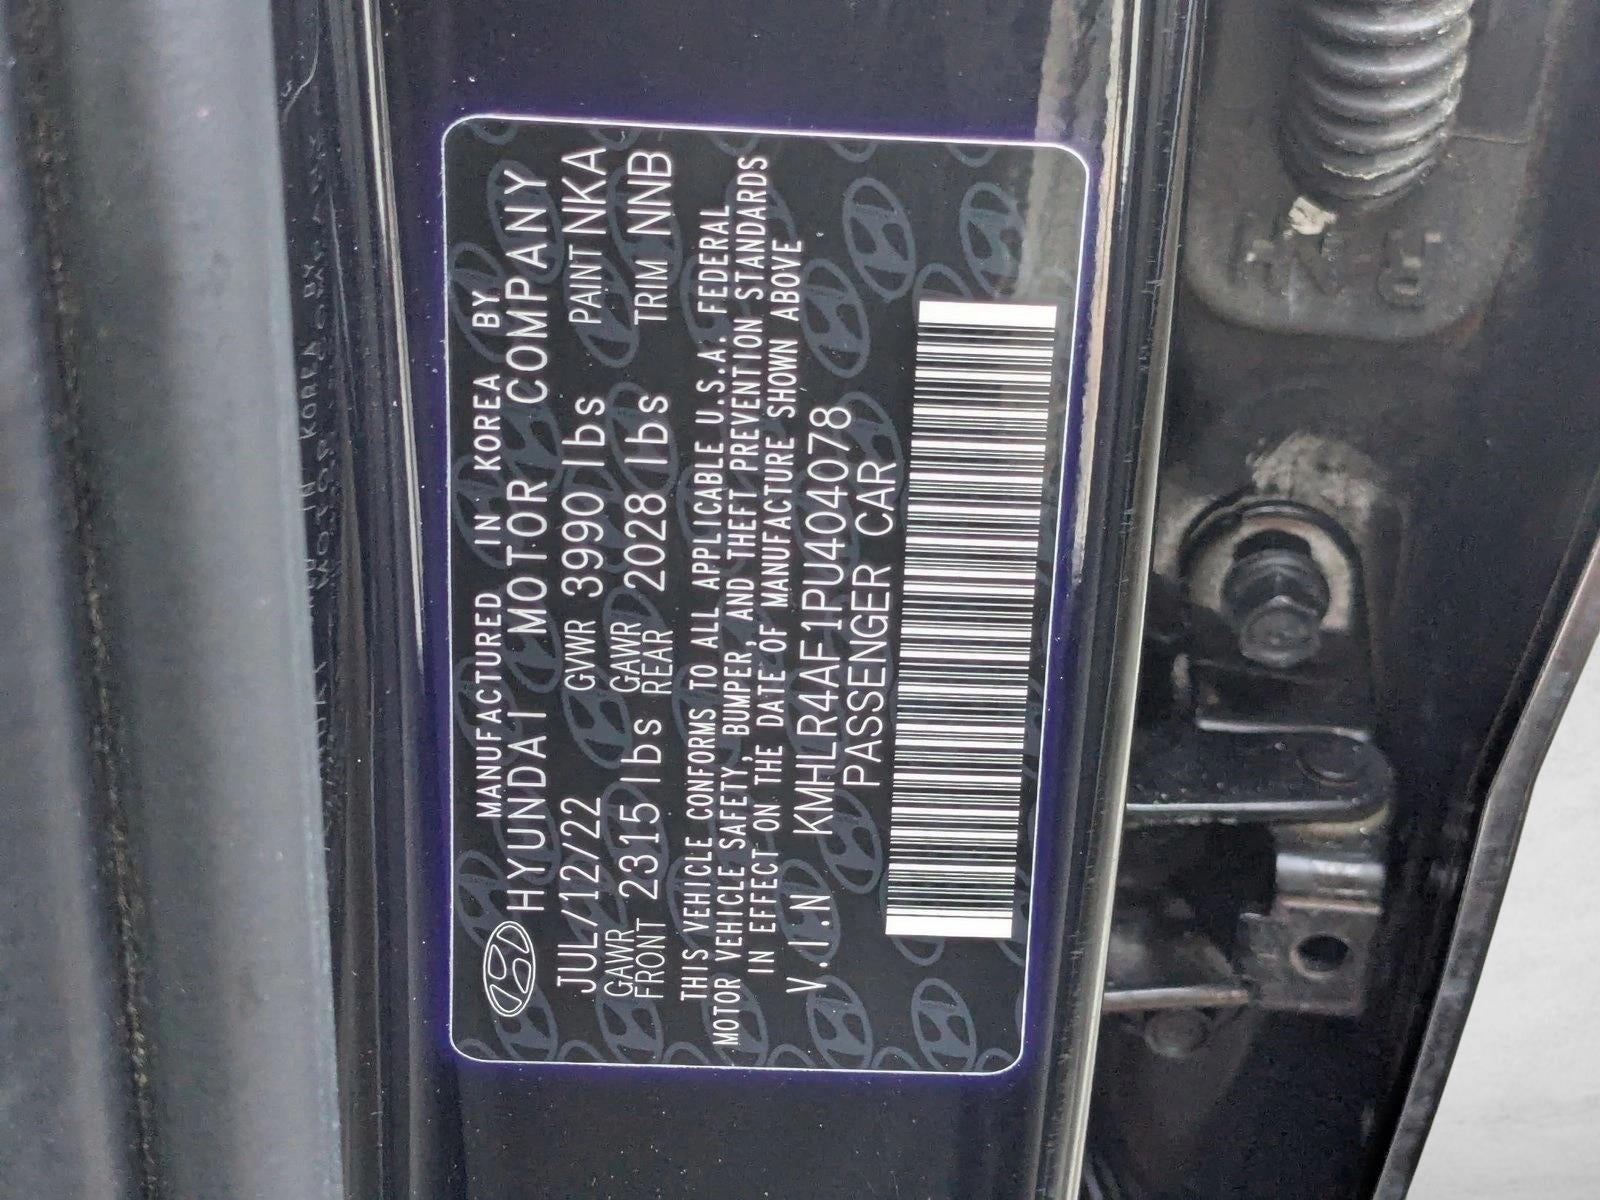 MANUFACTURED IN KOREA BY
HYUNDAI MOTOR COMPANY
JUL/12/22 GVWR 3990 lbs PAINT NKA
GAWR FRONT 2315 lbs GAWR REAR 2028 lbs TRIM NNB
THIS VEHICLE CONFORMS TO ALL APPLICABLE U.S.A. FEDERAL
MOTOR VEHICLE SAFETY, BUMPER, AND THEFT PREVENTION STANDARDS
IN EFFECT ON THE DATE OF MANUFACTURE SHOWN ABOVE
V.I.N KMHLR4AF1PU404078
PASSENGER CAR